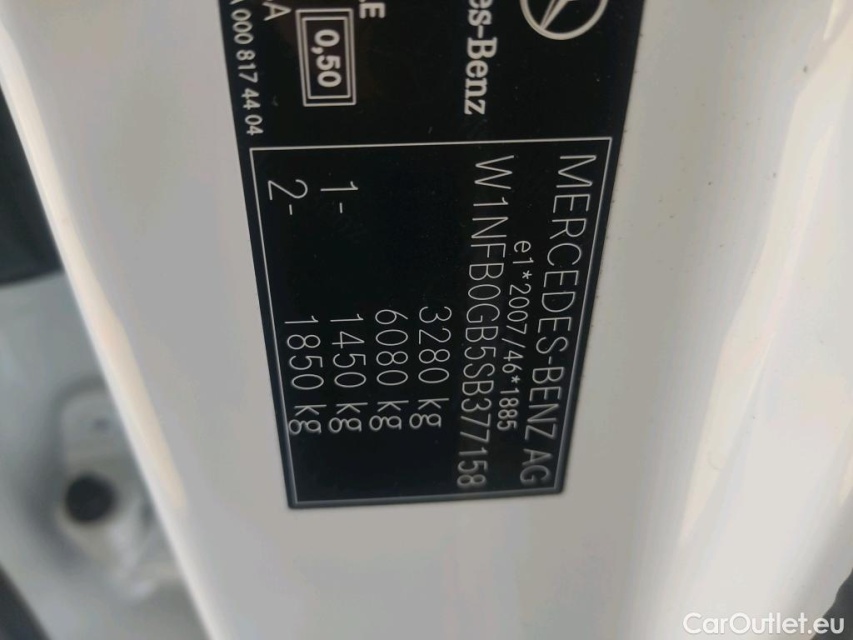 es-Benz
,E
0,50
A
A 000 817 44 04
MERCEDES-BENZ AG
e1*2007/46*1885
W1NFB0GB5SB377158
3280 kg
6080 kg
1- 1450 kg
2- 1850 kg
CarOutlet.eu